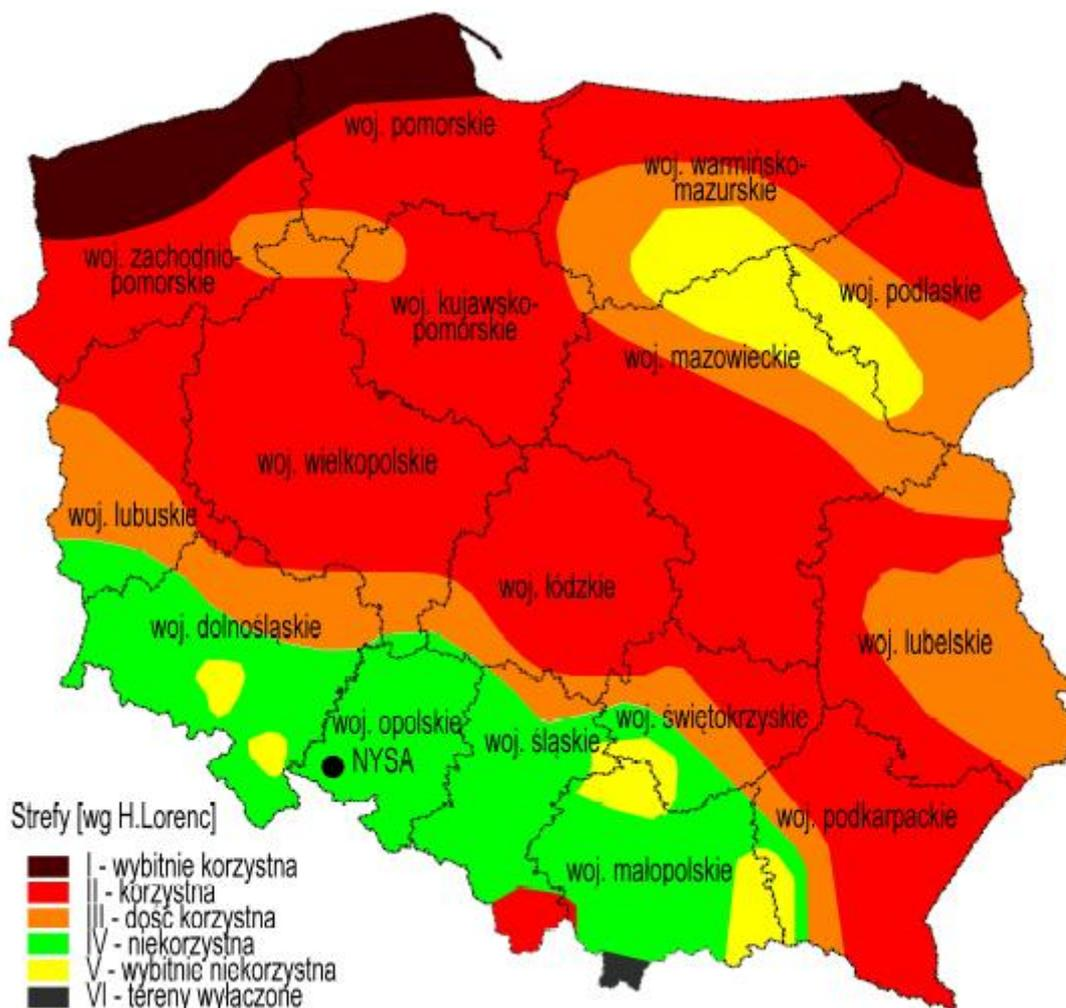 woj. pomorskie
woj. warmińsko-
mazurskie
woj. zachodnio-
pomorskie
woj. podlaskie
woj. kujawsko-
pomorskie
woj. mazowieckie
woj. wielkopolskie
woj. lubuskie
woj. łódzkie
woj. dolnośląskie
woj. lubelskie
woj. opolskie
woj. świętokrzyskie
woj. śląskie
NYSA
woj. podkarpackie
woj. małopolskie
Strefy [wg H.Lorenc]
I - wybitnie korzystna
II - korzystna
III - dość korzystna
IV - niekorzystna
V - wybitnie niekorzystna
VI - tereny wyłączone